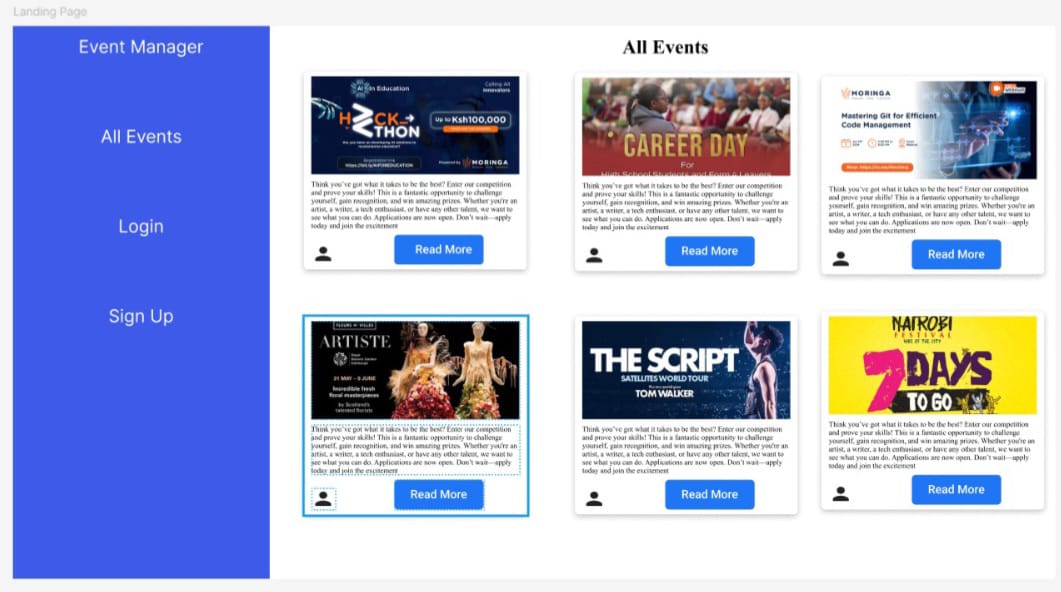 Landing Page
Event Manager
All Events
Login
Sign Up
All Events
AI In Education
Calling All
Innovators
HACK
THON
Up to Ksh100,000
Powered by MORINGA
Think you've got what it takes to be the best? Enter our competition
and prove your skills! This is a fantastic opportunity to challenge
yourself, gain recognition, and win amazing prizes. Whether you're an
artist, a writer, a tech enthusiast, or have any other talent, we want to
see what you can do. Applications are now open. Don't wait—apply
today and join the excitement
Read More
CAREER DAY
For
High School Students and Form 4 Leavers
Think you've got what it takes to be the best? Enter our competition
and prove your skills! This is a fantastic opportunity to challenge
yourself, gain recognition, and win amazing prizes. Whether you're an
artist, a writer, a tech enthusiast, or have any other talent, we want to
see what you can do. Applications are now open. Don't wait—apply
today and join the excitement
Read More
MORINGA
Mastering Git for Efficient
Code Management
Think you've got what it takes to be the best? Enter our competition
and prove your skills! This is a fantastic opportunity to challenge
yourself, gain recognition, and win amazing prizes. Whether you're an
artist, a writer, a tech enthusiast, or have any other talent, we want to
see what you can do. Applications are now open. Don't wait—apply
today and join the excitement
Read More
FLEURS DE VILLES
ARTISTE
31 MAY - 9 JUNE
Incredible fresh
floral masterpieces
by Scotland's
talented florists
Think you've got what it takes to be the best? Enter our competition
and prove your skills! This is a fantastic opportunity to challenge
yourself, gain recognition, and win amazing prizes. Whether you're an
artist, a writer, a tech enthusiast, or have any other talent, we want to
see what you can do. Applications are now open. Don't wait—apply
today and join the excitement
Read More
THE SCRIPT
SATELLITES WORLD TOUR
TOM WALKER
Think you've got what it takes to be the best? Enter our competition
and prove your skills! This is a fantastic opportunity to challenge
yourself, gain recognition, and win amazing prizes. Whether you're an
artist, a writer, a tech enthusiast, or have any other talent, we want to
see what you can do. Applications are now open. Don't wait—apply
today and join the excitement
Read More
NAIROBI
FESTIVAL
7 DAYS
TO GO
Think you've got what it takes to be the best? Enter our competition
and prove your skills! This is a fantastic opportunity to challenge
yourself, gain recognition, and win amazing prizes. Whether you're an
artist, a writer, a tech enthusiast, or have any other talent, we want to
see what you can do. Applications are now open. Don't wait—apply
today and join the excitement
Read More